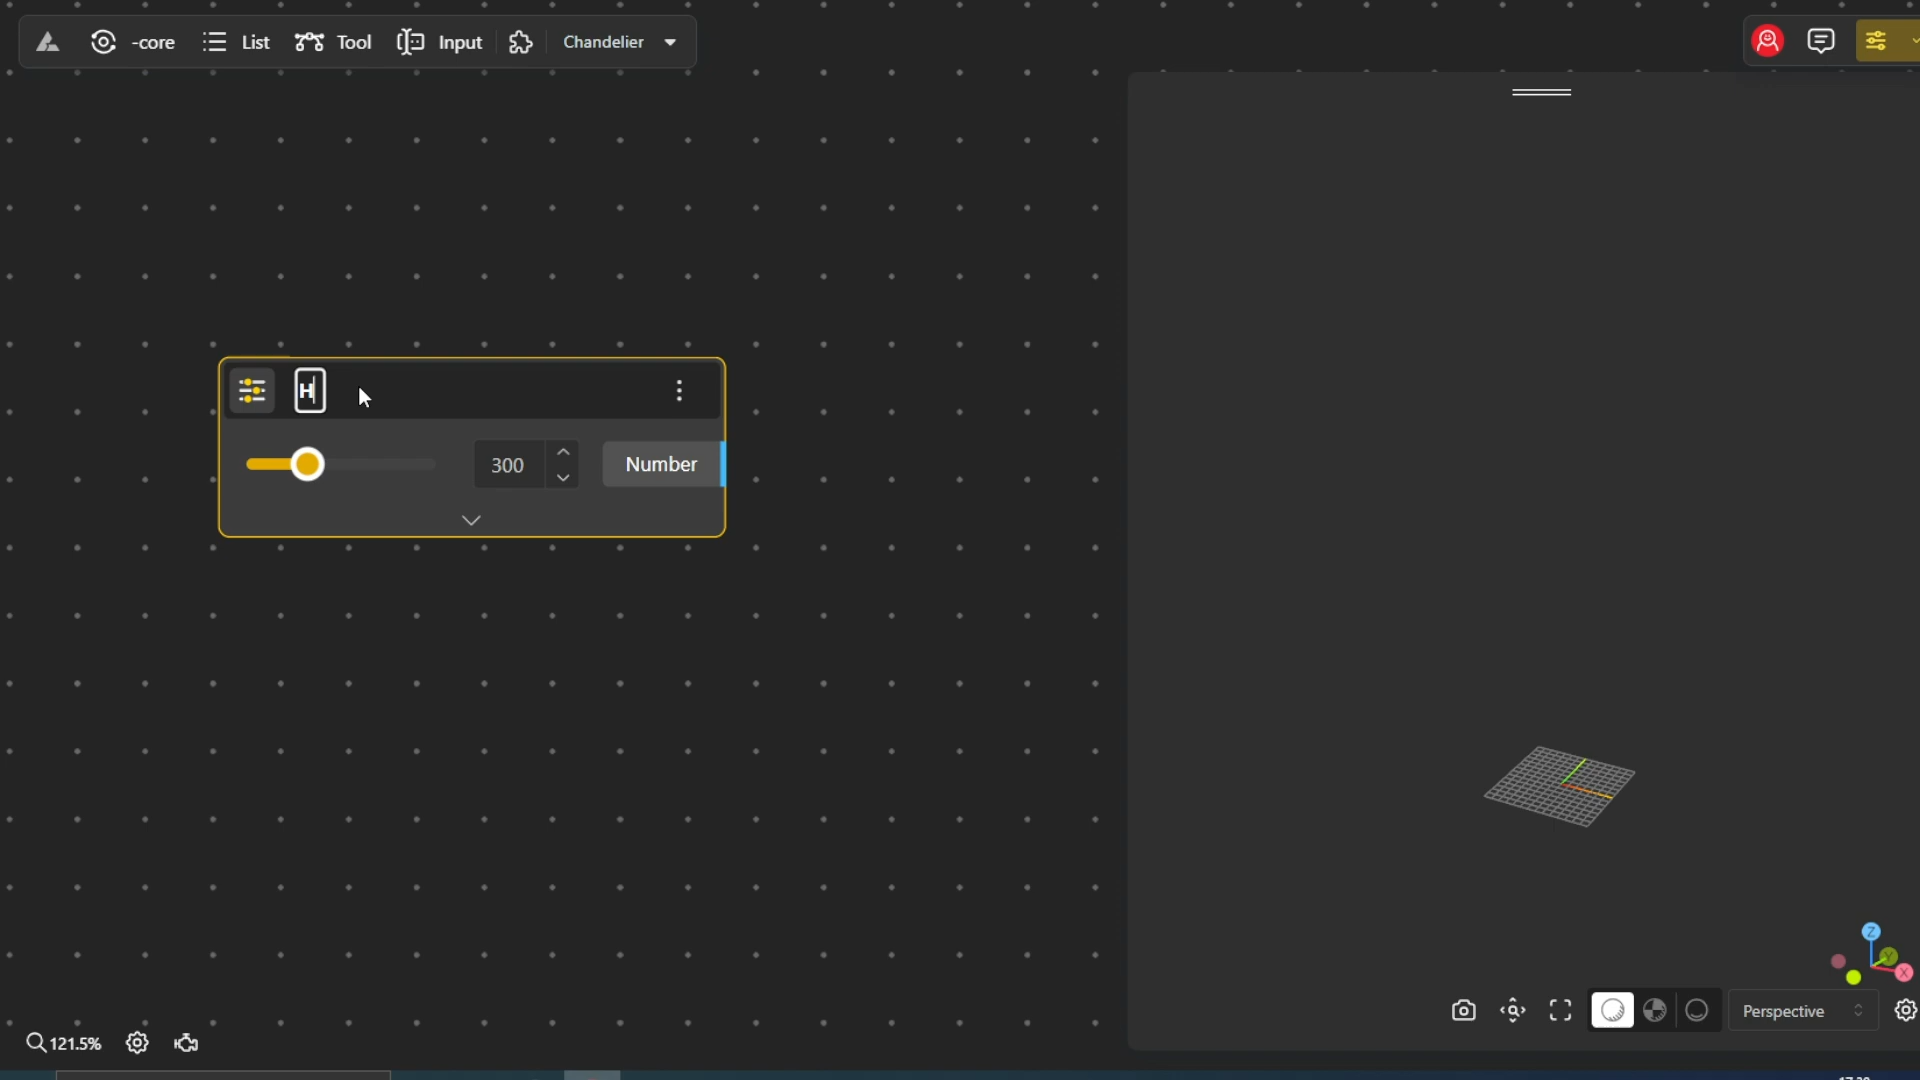 -core List Tool Input Chandelier
H
300 Number
Z
Y
X
Perspective
121.5%